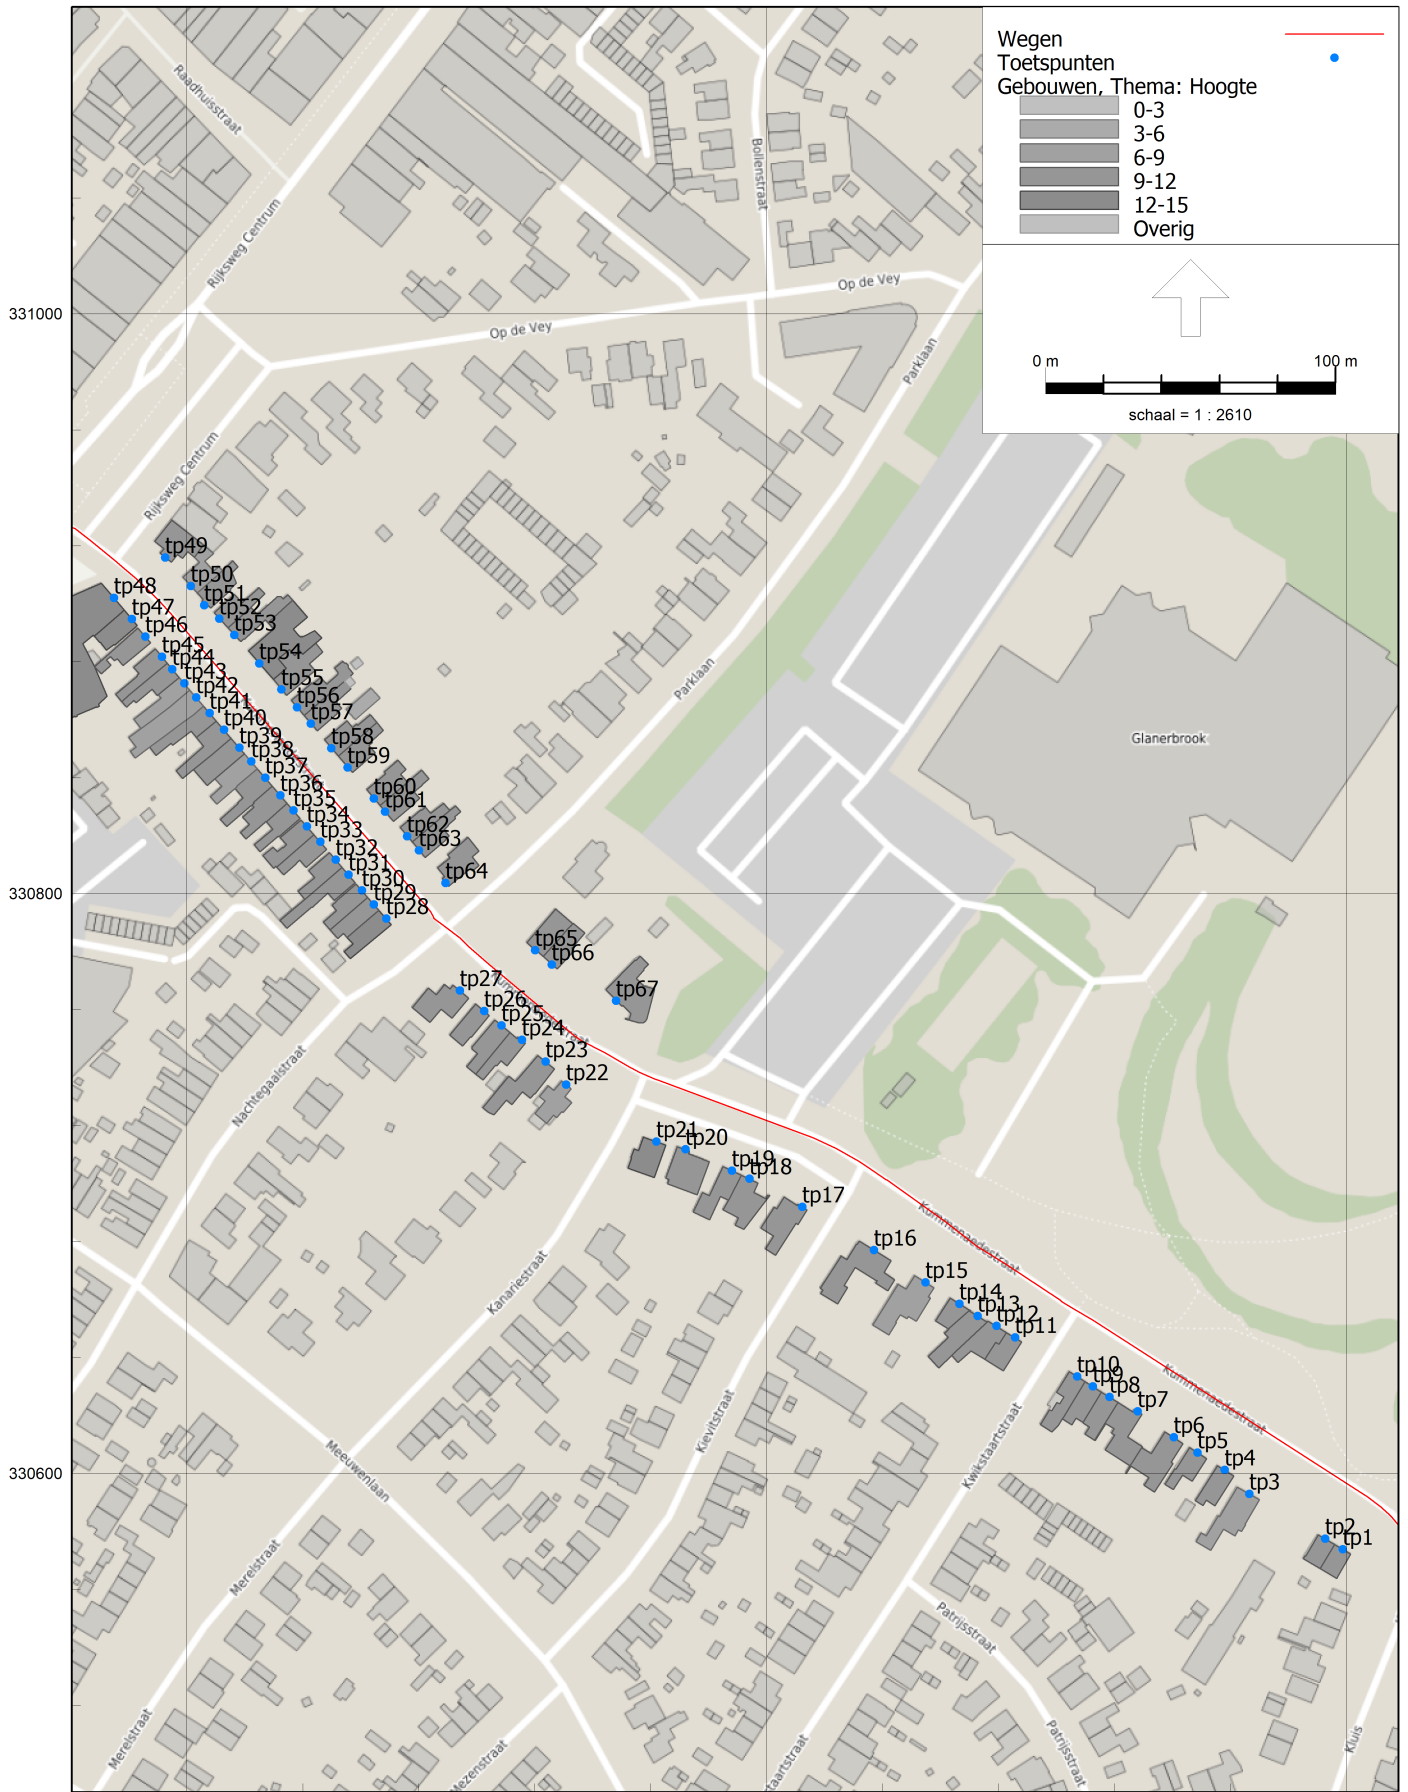 Wegen
Toetspunten
Gebouwen, Thema: Hoogte
0-3
3-6
6-9
9-12
12-15
Overig
0 m
100 m
schaal = 1 : 2610
331000
330800
330600
Raadhuisstraat
Rijksweg Centrum
Bollenstraat
Op de Vey
Op de Vey
Parklaan
Rijksweg Centrum
Parklaan
Glanerbrook
Nachtegaalstraat
Kummenaedestraat
Kummenaedestraat
Kanariestraat
Kievitstraat
Kwikstaartstraat
Meeuwenlaan
Merelstraat
Merelstraat
Mezenstraat
taartstraat
Patrijsstraat
Patrijsstraat
Kluis
tp49
tp50
tp51
tp52
tp53
tp54
tp55
tp56
tp57
tp58
tp59
tp60
tp61
tp62
tp63
tp64
tp65
tp66
tp67
tp48
tp47
tp46
tp45
tp44
tp43
tp42
tp41
tp40
tp39
tp38
tp37
tp36
tp35
tp34
tp33
tp32
tp31
tp30
tp29
tp28
tp27
tp26
tp25
tp24
tp23
tp22
tp21
tp20
tp19
tp18
tp17
tp16
tp15
tp14
tp13
tp12
tp11
tp10
tp9
tp8
tp7
tp6
tp5
tp4
tp3
tp2
tp1